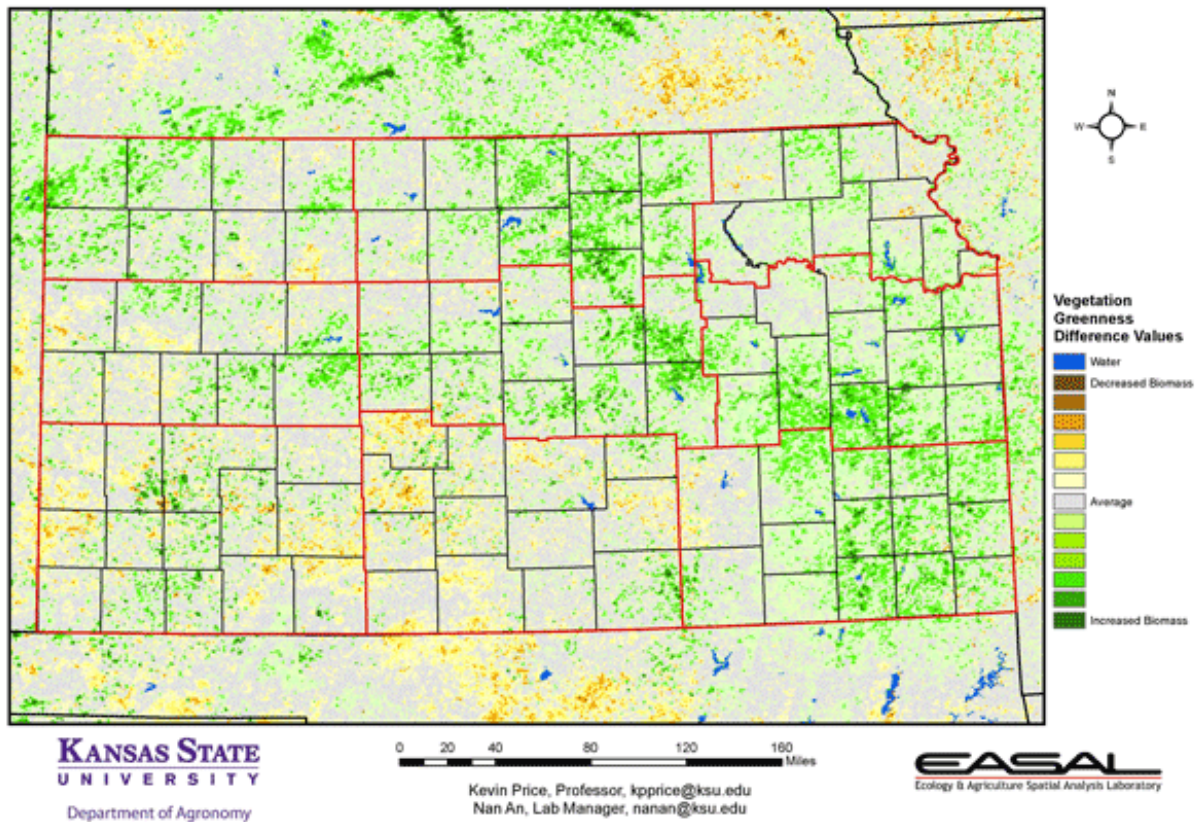 N
W
E
S
Vegetation
Greenness
Difference Values
Water
Decreased Biomass
Average
Increased Biomass
KANSAS STATE
UNIVERSITY
Department of Agronomy
0 20 40 80 120 160
Miles
Kevin Price, Professor, kpprice@ksu.edu
Nan An, Lab Manager, nanan@ksu.edu
EASAL
Ecology & Agriculture Spatial Analysis Laboratory